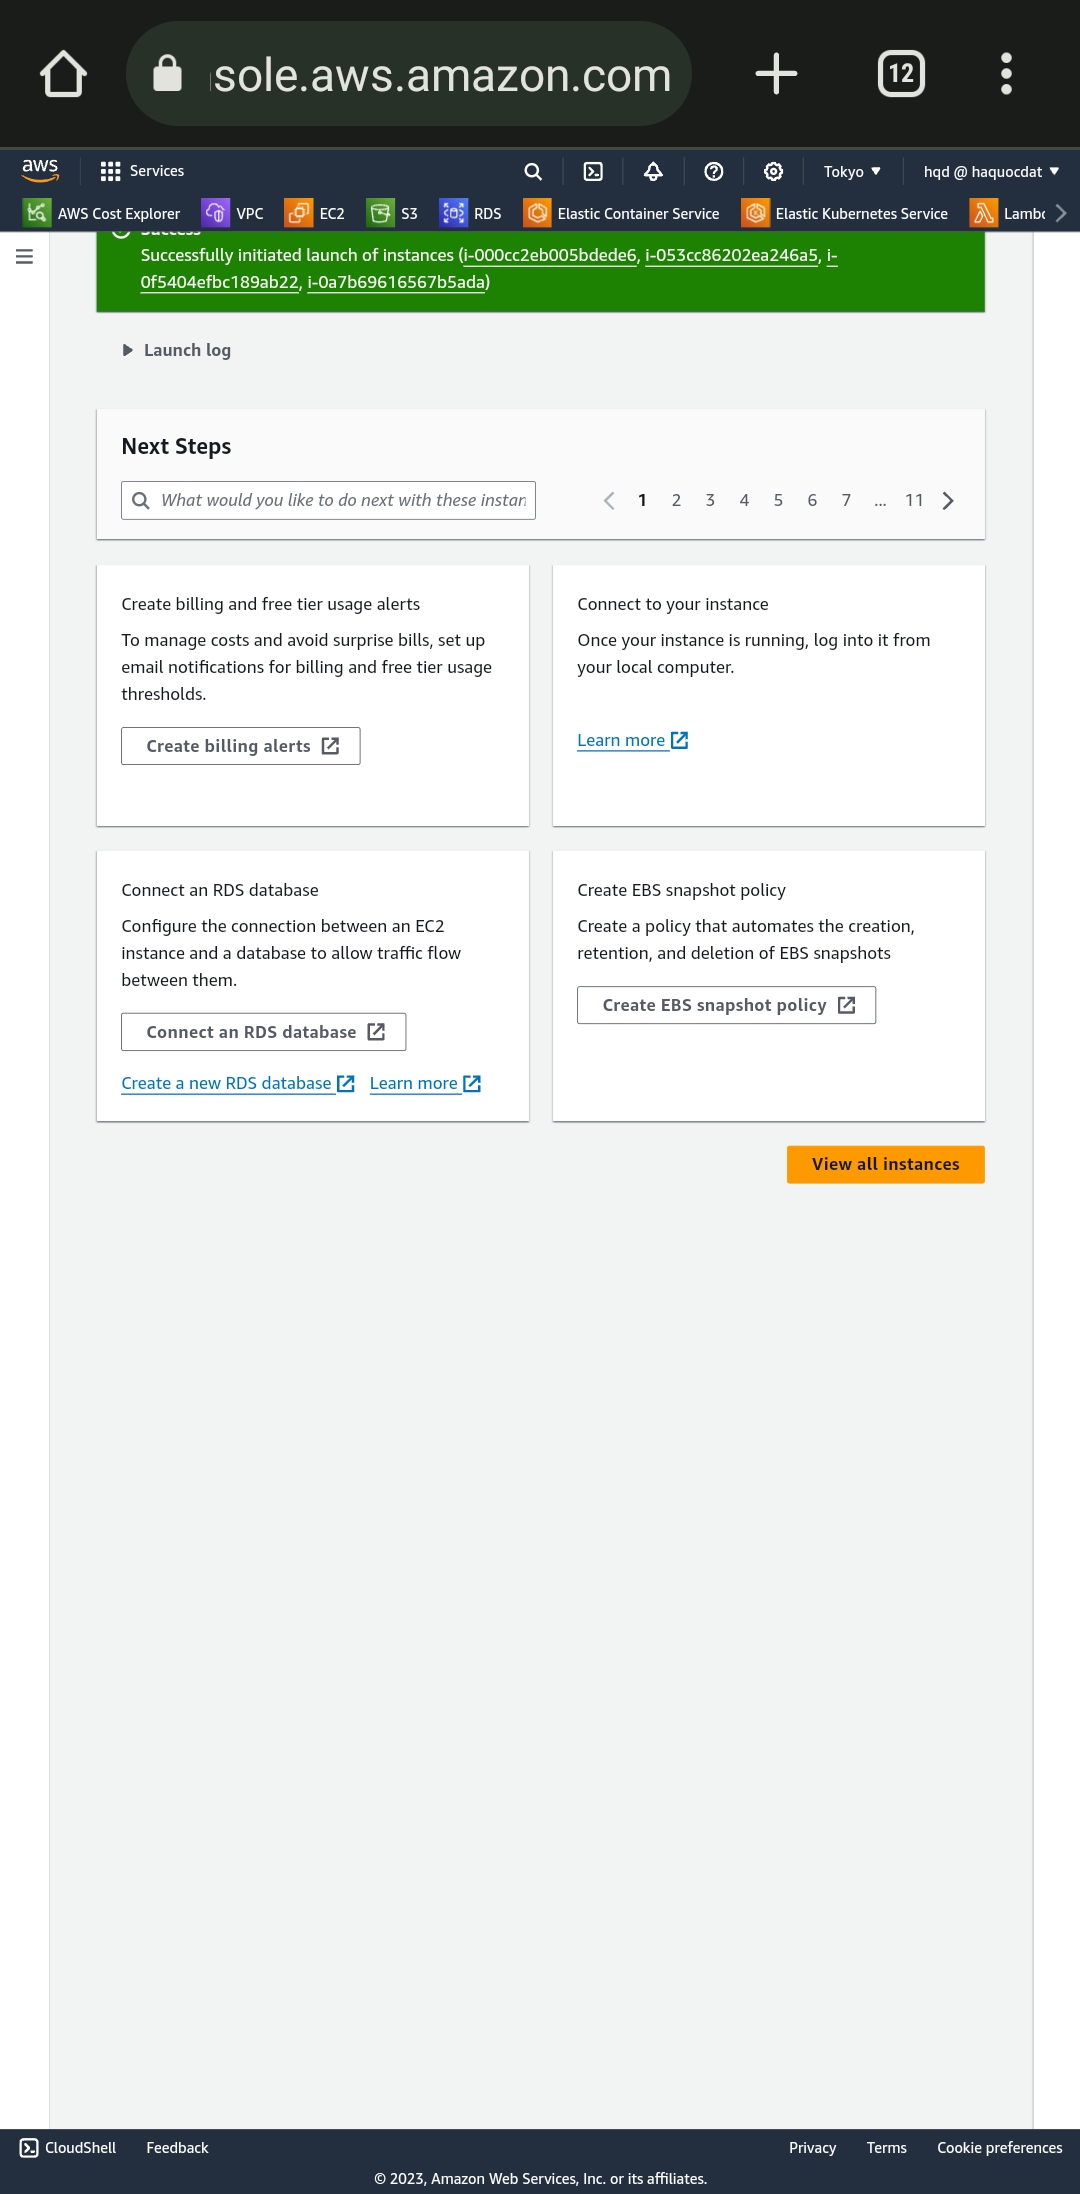 sole.aws.amazon.com
12
aws
Services
Tokyo
hqd @ haquocdat
AWS Cost Explorer
VPC
EC2
S3
RDS
Elastic Container Service
Elastic Kubernetes Service
Lambc
Success
Successfully initiated launch of instances (i-000cc2eb005bdede6, i-053cc86202ea246a5, i-
0f5404efbc189ab22, i-0a7b69616567b5ada)
Launch log
Next Steps
What would you like to do next with these instan
1 2 3 4 5 6 7 ... 11
Create billing and free tier usage alerts
To manage costs and avoid surprise bills, set up
email notifications for billing and free tier usage
thresholds.
Create billing alerts
Connect to your instance
Once your instance is running, log into it from
your local computer.
Learn more
Connect an RDS database
Configure the connection between an EC2
instance and a database to allow traffic flow
between them.
Connect an RDS database
Create a new RDS database
Learn more
Create EBS snapshot policy
Create a policy that automates the creation,
retention, and deletion of EBS snapshots
Create EBS snapshot policy
View all instances
CloudShell
Feedback
Privacy
Terms
Cookie preferences
© 2023, Amazon Web Services, Inc. or its affiliates.